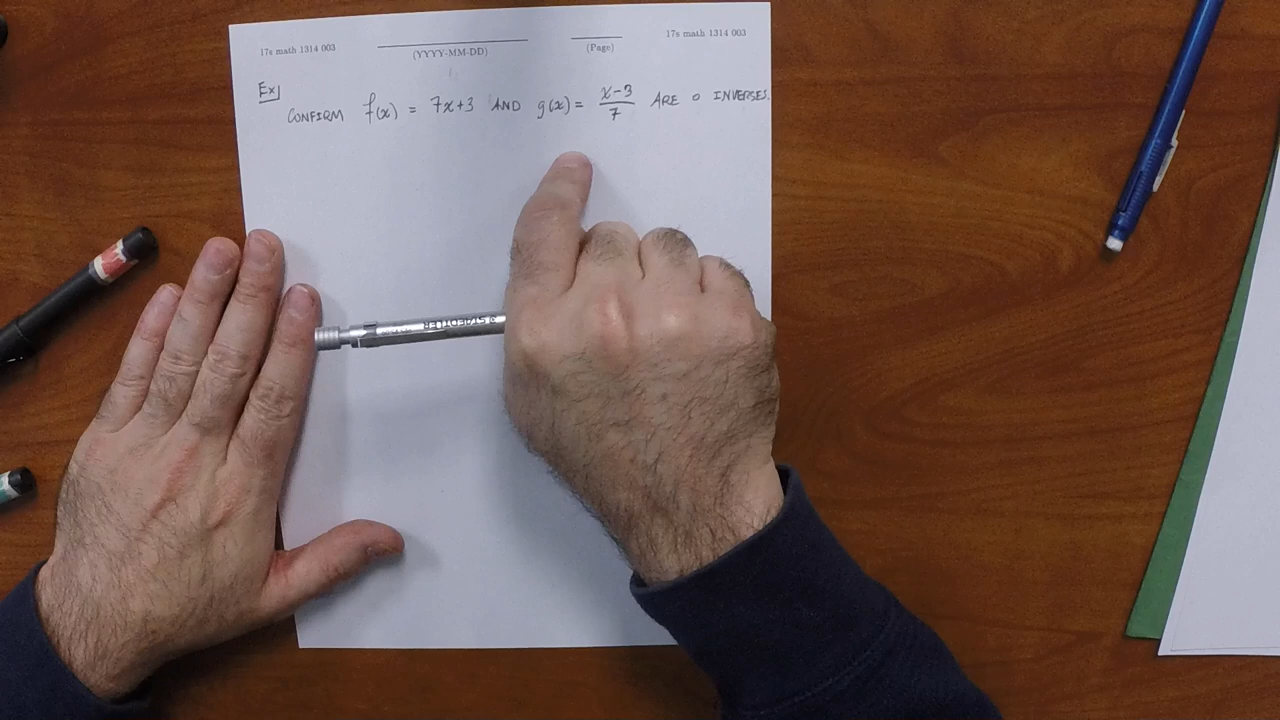 17s math 1314 003
(YYYY-MM-DD)
(Page)
17s math 1314 003
Ex
CONFIRM f(x) = 7x+3 AND g(x) = x-3/7 ARE o INVERSES.
STAEDTLER